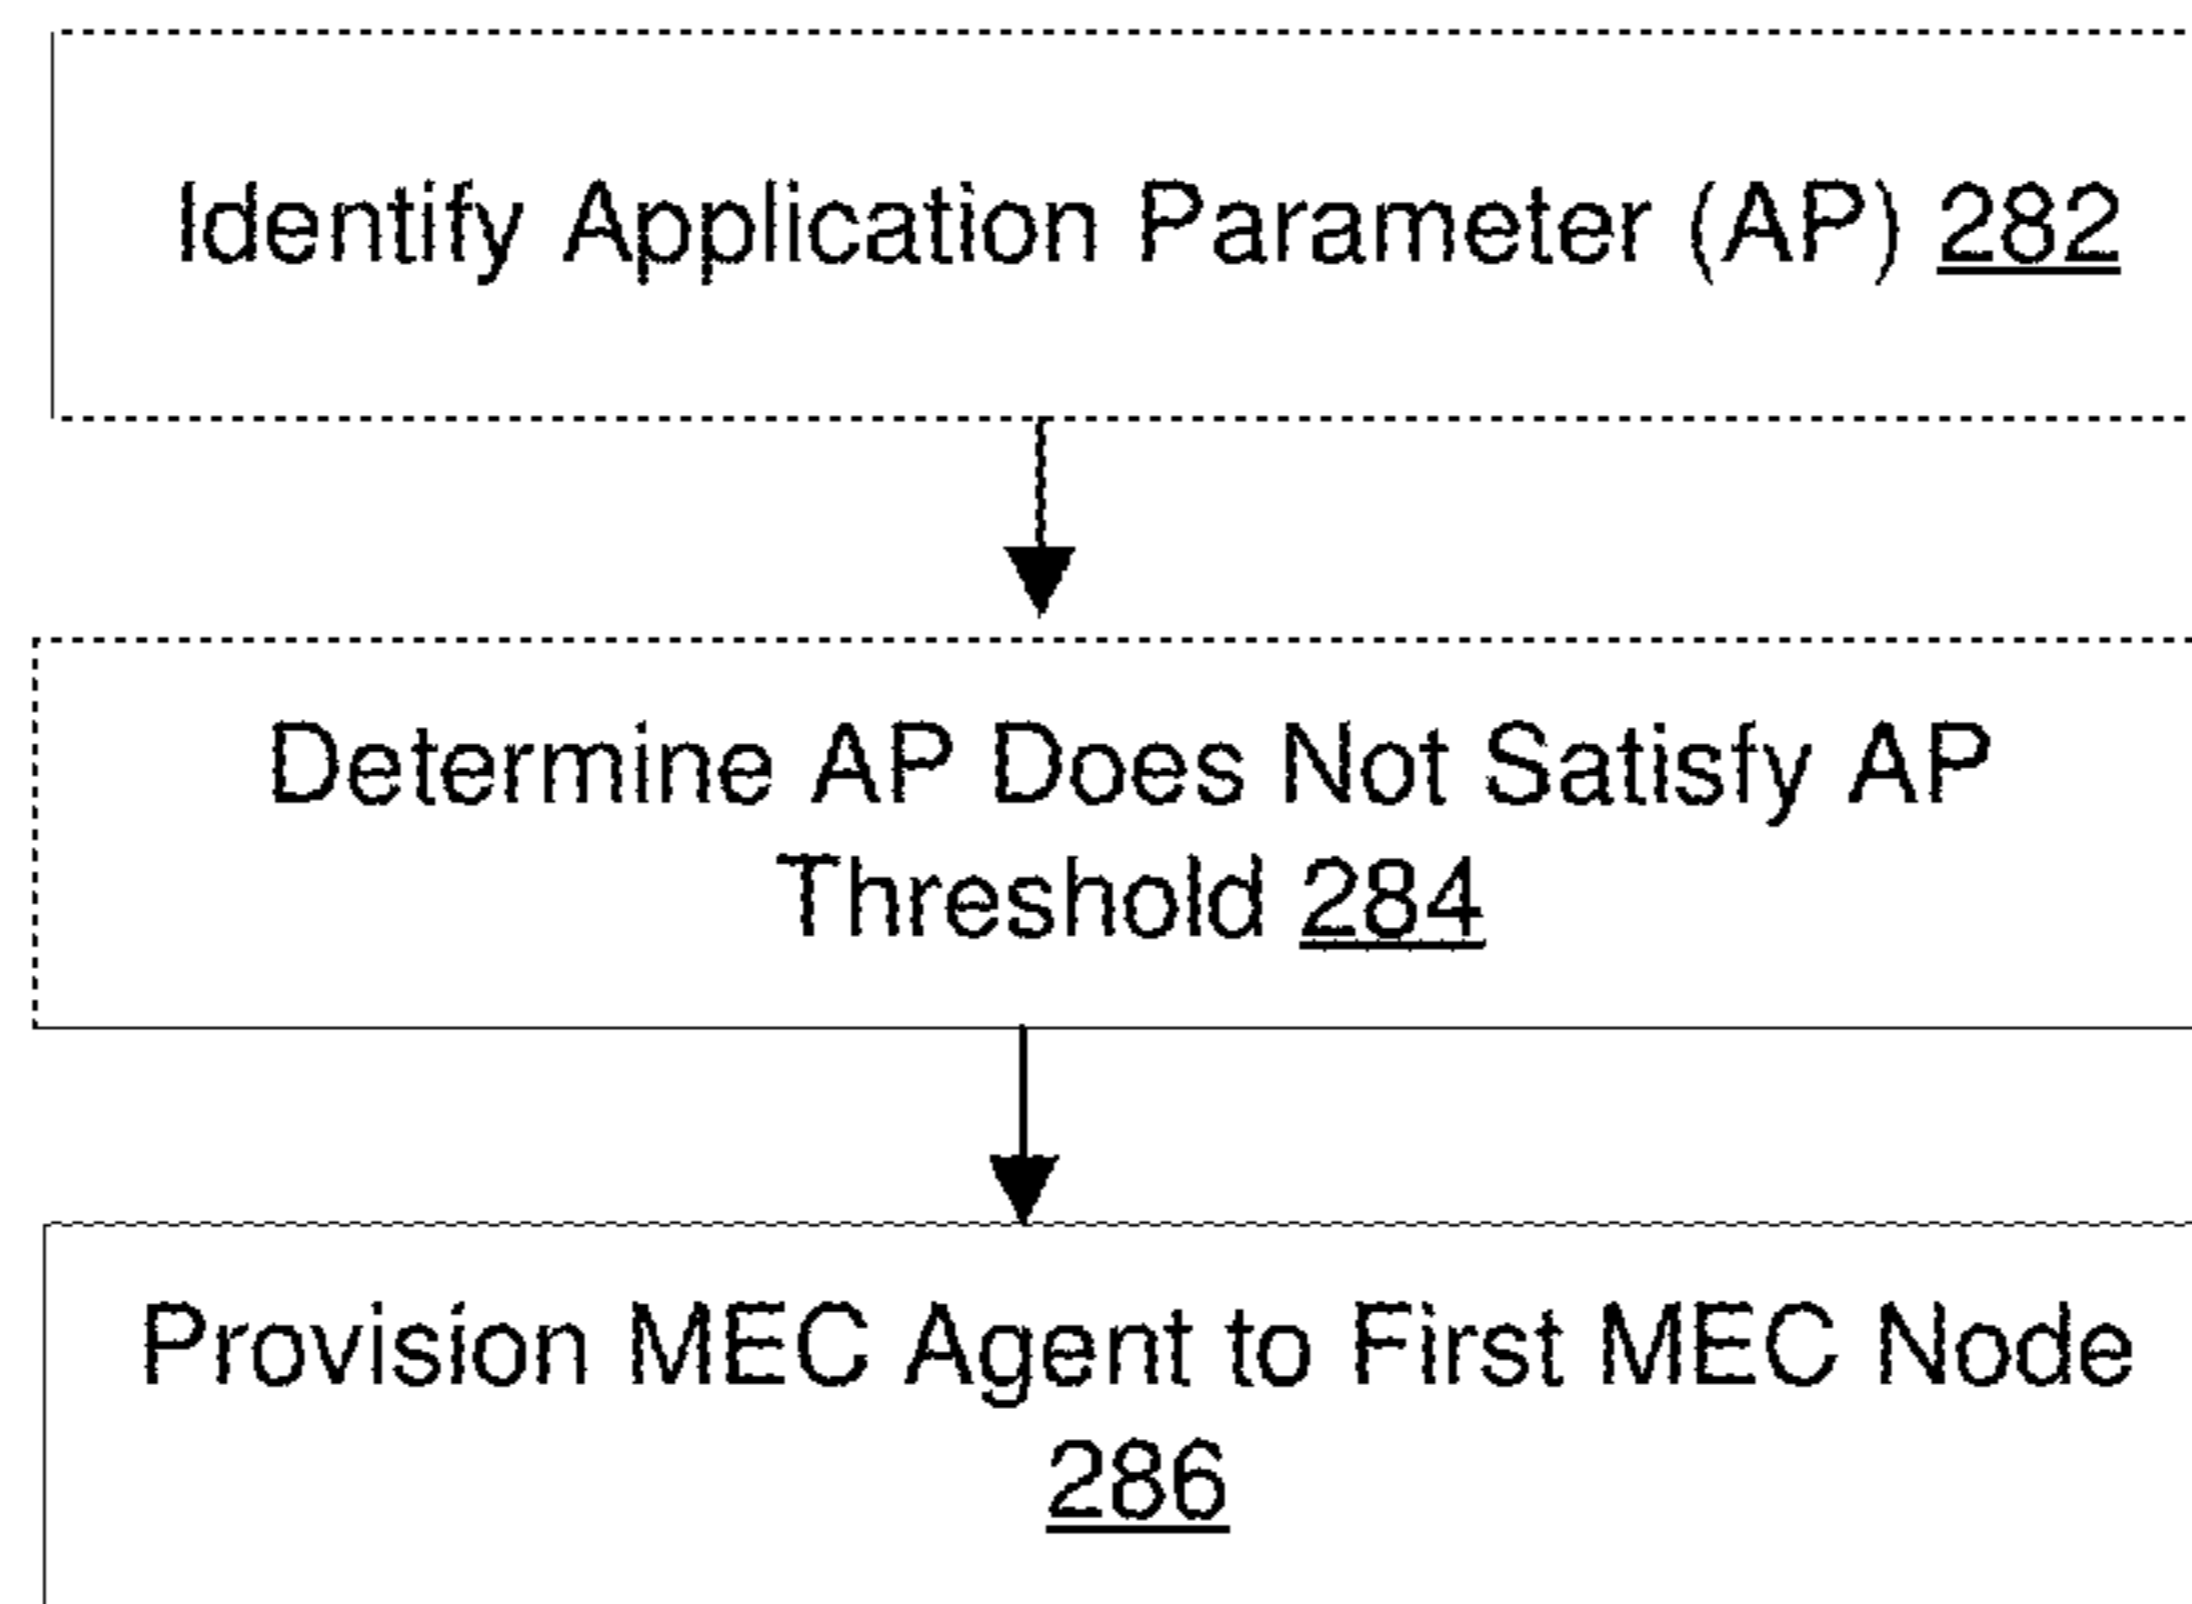 Identify Application Parameter (AP) 282
Determine AP Does Not Satisfy AP
Threshold 284
Provision MEC Agent to First MEC Node
286